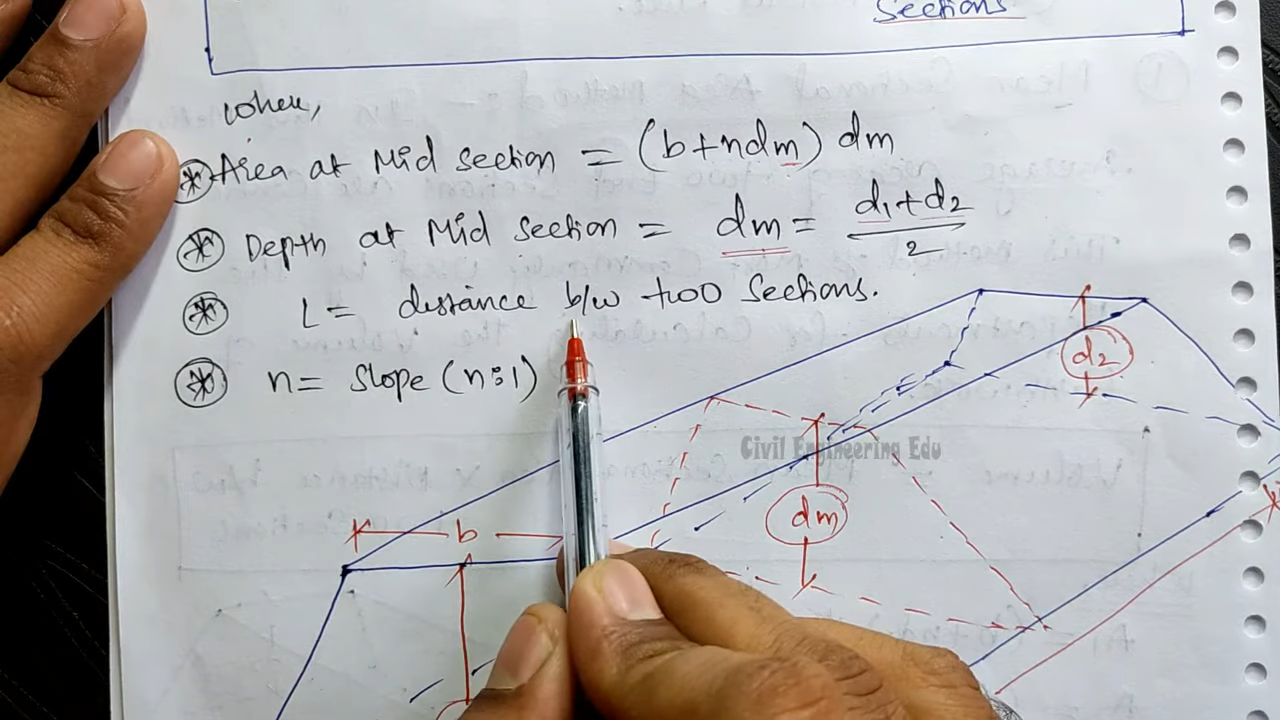 Sections
where,
Area at Mid section = (b+ndm) dm
Depth at Mid section = dm = d1+d2 / 2
L = distance b/w two Sections.
n = Slope (n:1)
d2
Civil Engineering Edu
dm
b